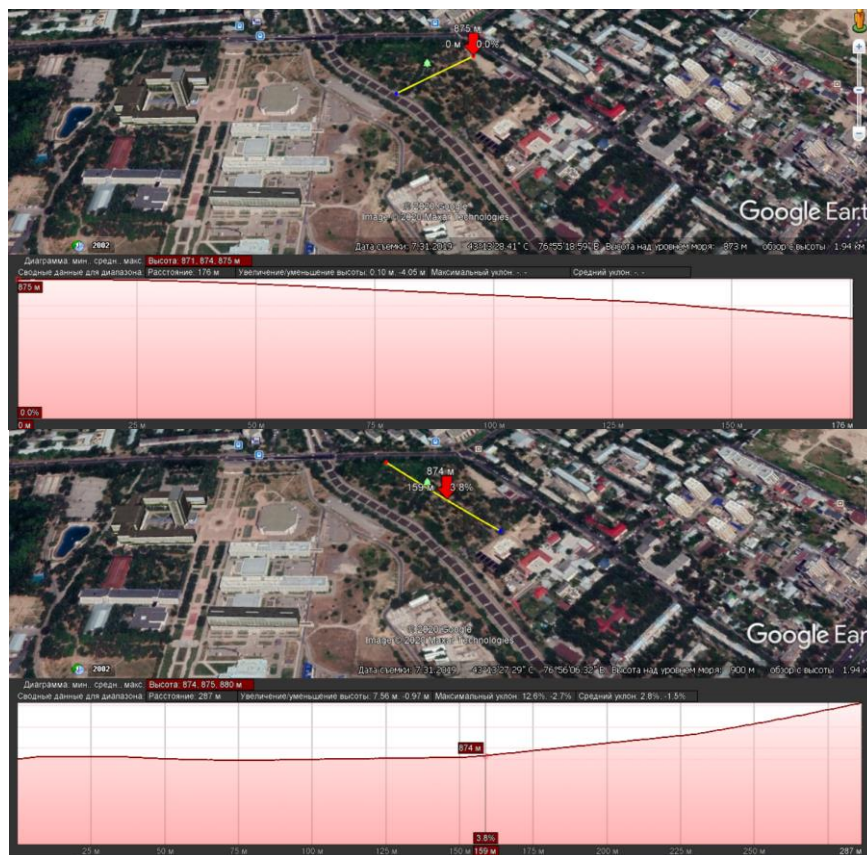 875 м
0 м 0.0%
© 2020 Google
Image © 2020 Maxar Technologies
Google Eart
2002
Дата съемки: 7.31.2019 43°13'28.41" С 76°55'18.59" В Высота над уровнем моря: 873 м обзор с высоты 1.94 км
Диаграмма: мин., средн., макс. Высота: 871, 874, 875 м
Сводные данные для диапазона: Расстояние: 176 м Увеличение/уменьшение высоты: 0.10 м, -4.05 м Максимальный уклон: -, - Средний уклон: -, -
875 м
0.0%
0 м 25 м 50 м 75 м 100 м 125 м 150 м 176 м
874 м
159 м 3.8%
© 2020 Google
Image © 2020 Maxar Technologies
Google Eart
2002
Дата съемки: 7.31.2019 43°13'27.29" С 76°56'06.32" В Высота над уровнем моря: 900 м обзор с высоты 1.94 км
Диаграмма: мин., средн., макс. Высота: 874, 875, 880 м
Сводные данные для диапазона: Расстояние: 287 м Увеличение/уменьшение высоты: 7.56 м, -0.97 м Максимальный уклон: 12.6%, -2.7% Средний уклон: 2.8%, -1.5%
874 м
3.8%
25 м 50 м 75 м 100 м 125 м 150 м 159 м 175 м 200 м 225 м 250 м 287 м